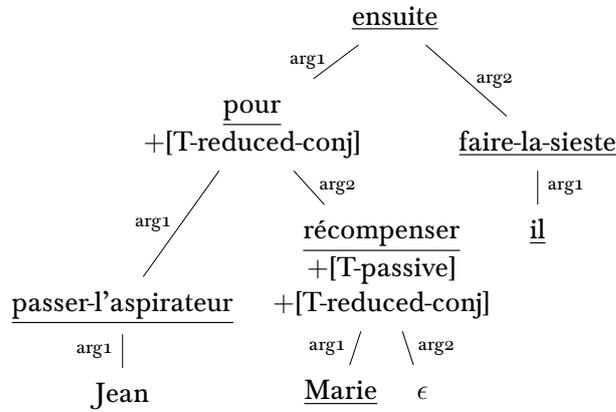 ensuite
arg1
arg2
pour
+[T-reduced-conj]
faire-la-sieste
arg1
arg2
arg1
récompenser
il
+[T-passive]
passer-l'aspirateur
+[T-reduced-conj]
arg1
arg1
arg2
Jean
Marie
ϵ